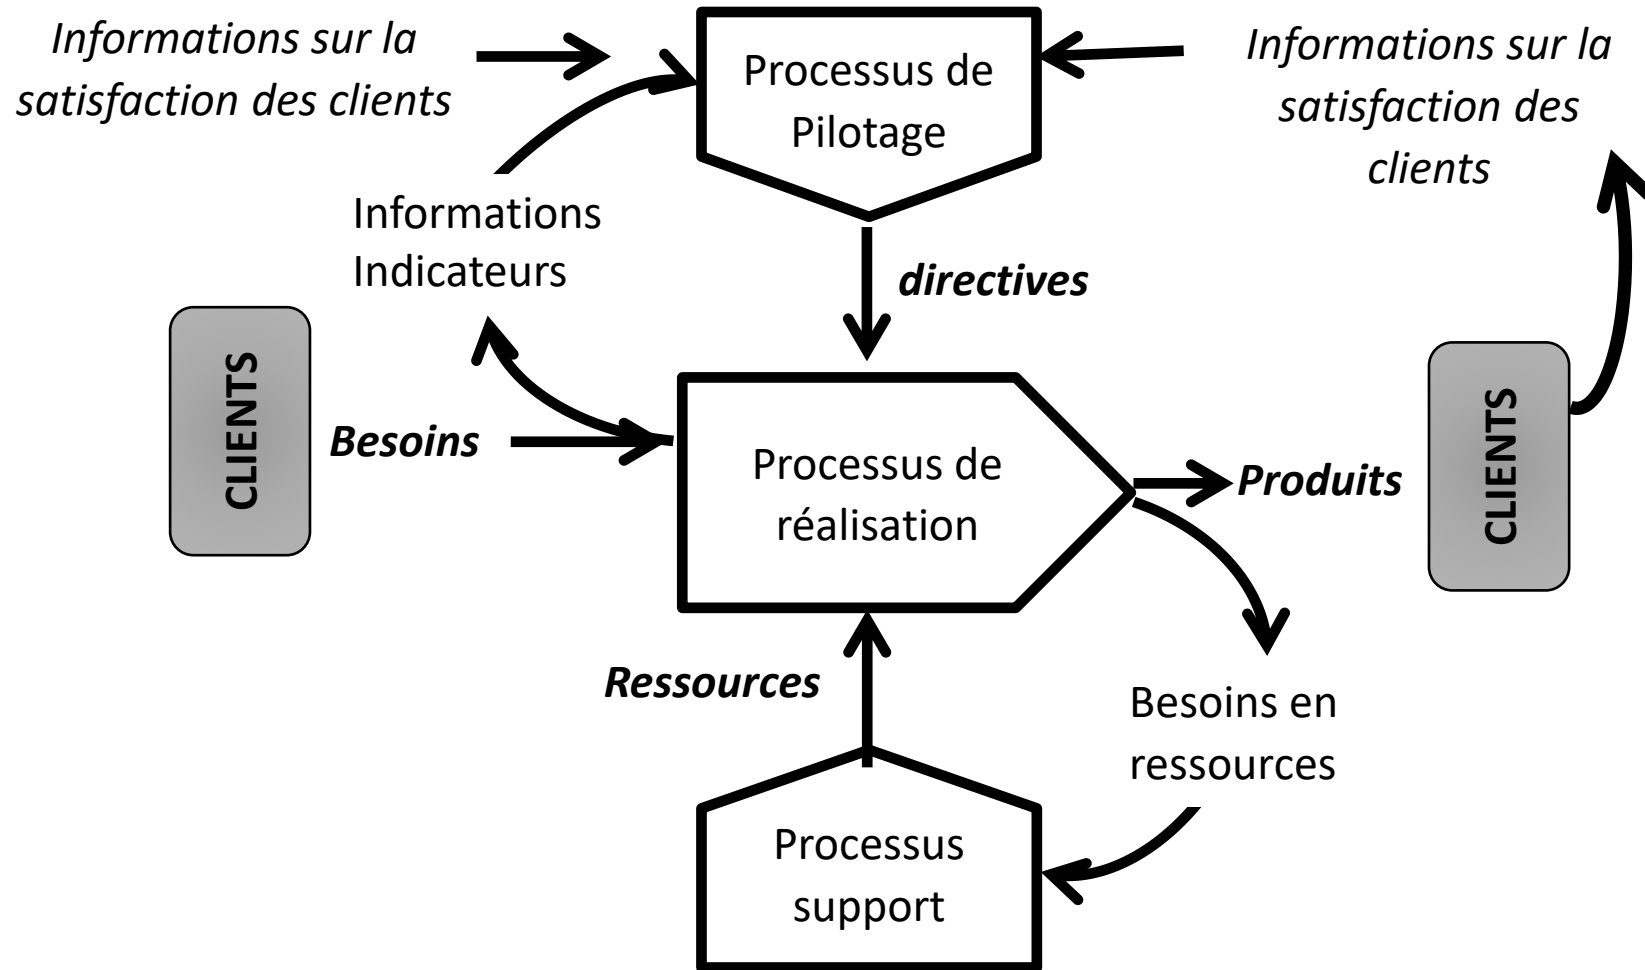 Informations sur la
satisfaction des clients
Processus de
Pilotage
Informations sur la
satisfaction des
clients
Informations
Indicateurs
directives
CLIENTS
Besoins
Processus de
réalisation
Produits
CLIENTS
Ressources
Besoins en
ressources
Processus
support